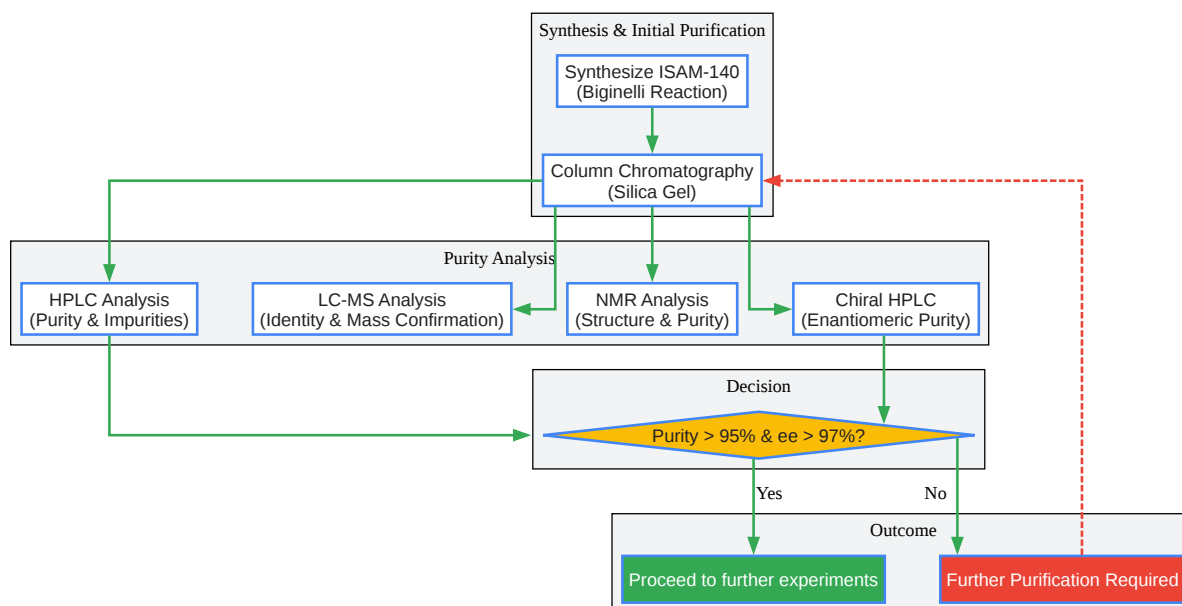 Synthesis & Initial Purification
Synthesize ISAM-140
(Biginelli Reaction)
Column Chromatography
(Silica Gel)
Purity Analysis
HPLC Analysis
(Purity & Impurities)
LC-MS Analysis
(Identity & Mass Confirmation)
NMR Analysis
(Structure & Purity)
Chiral HPLC
(Enantiomeric Purity)
Decision
Purity > 95% & ee > 97%?
Yes
No
Outcome
Proceed to further experiments
Further Purification Required